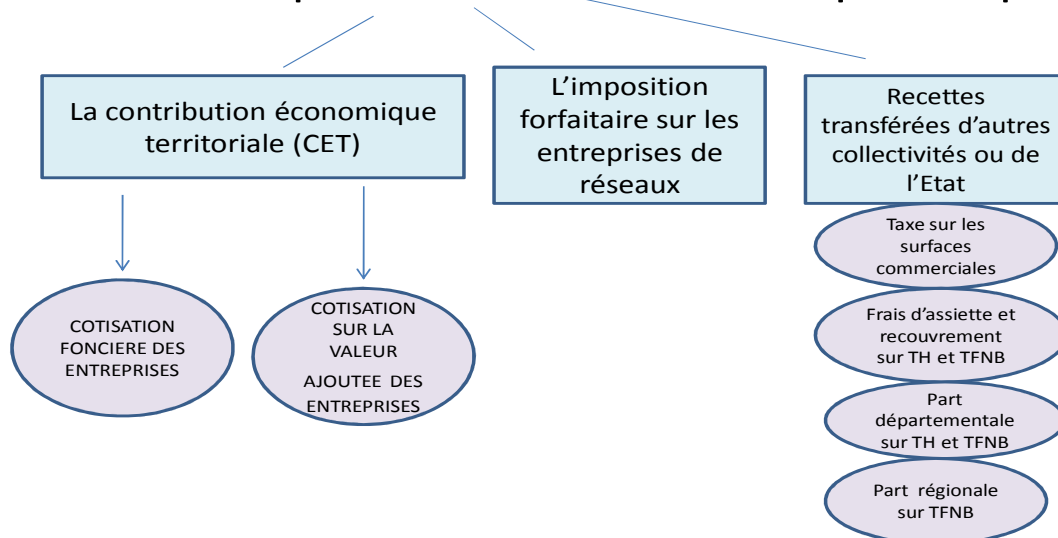 La contribution économique
territoriale (CET)
L’imposition
forfaitaire sur les
entreprises de
réseaux
Recettes
transférées d’autres
collectivités ou de
l’Etat
COTISATION
FONCIERE DES
ENTREPRISES
COTISATION
SUR LA
VALEUR
AJOUTEE DES
ENTREPRISES
Taxe sur les
surfaces
commerciales
Frais d’assiette et
recouvrement
sur TH et TFNB
Part
départementale
sur TH et TFNB
Part régionale
sur TFNB